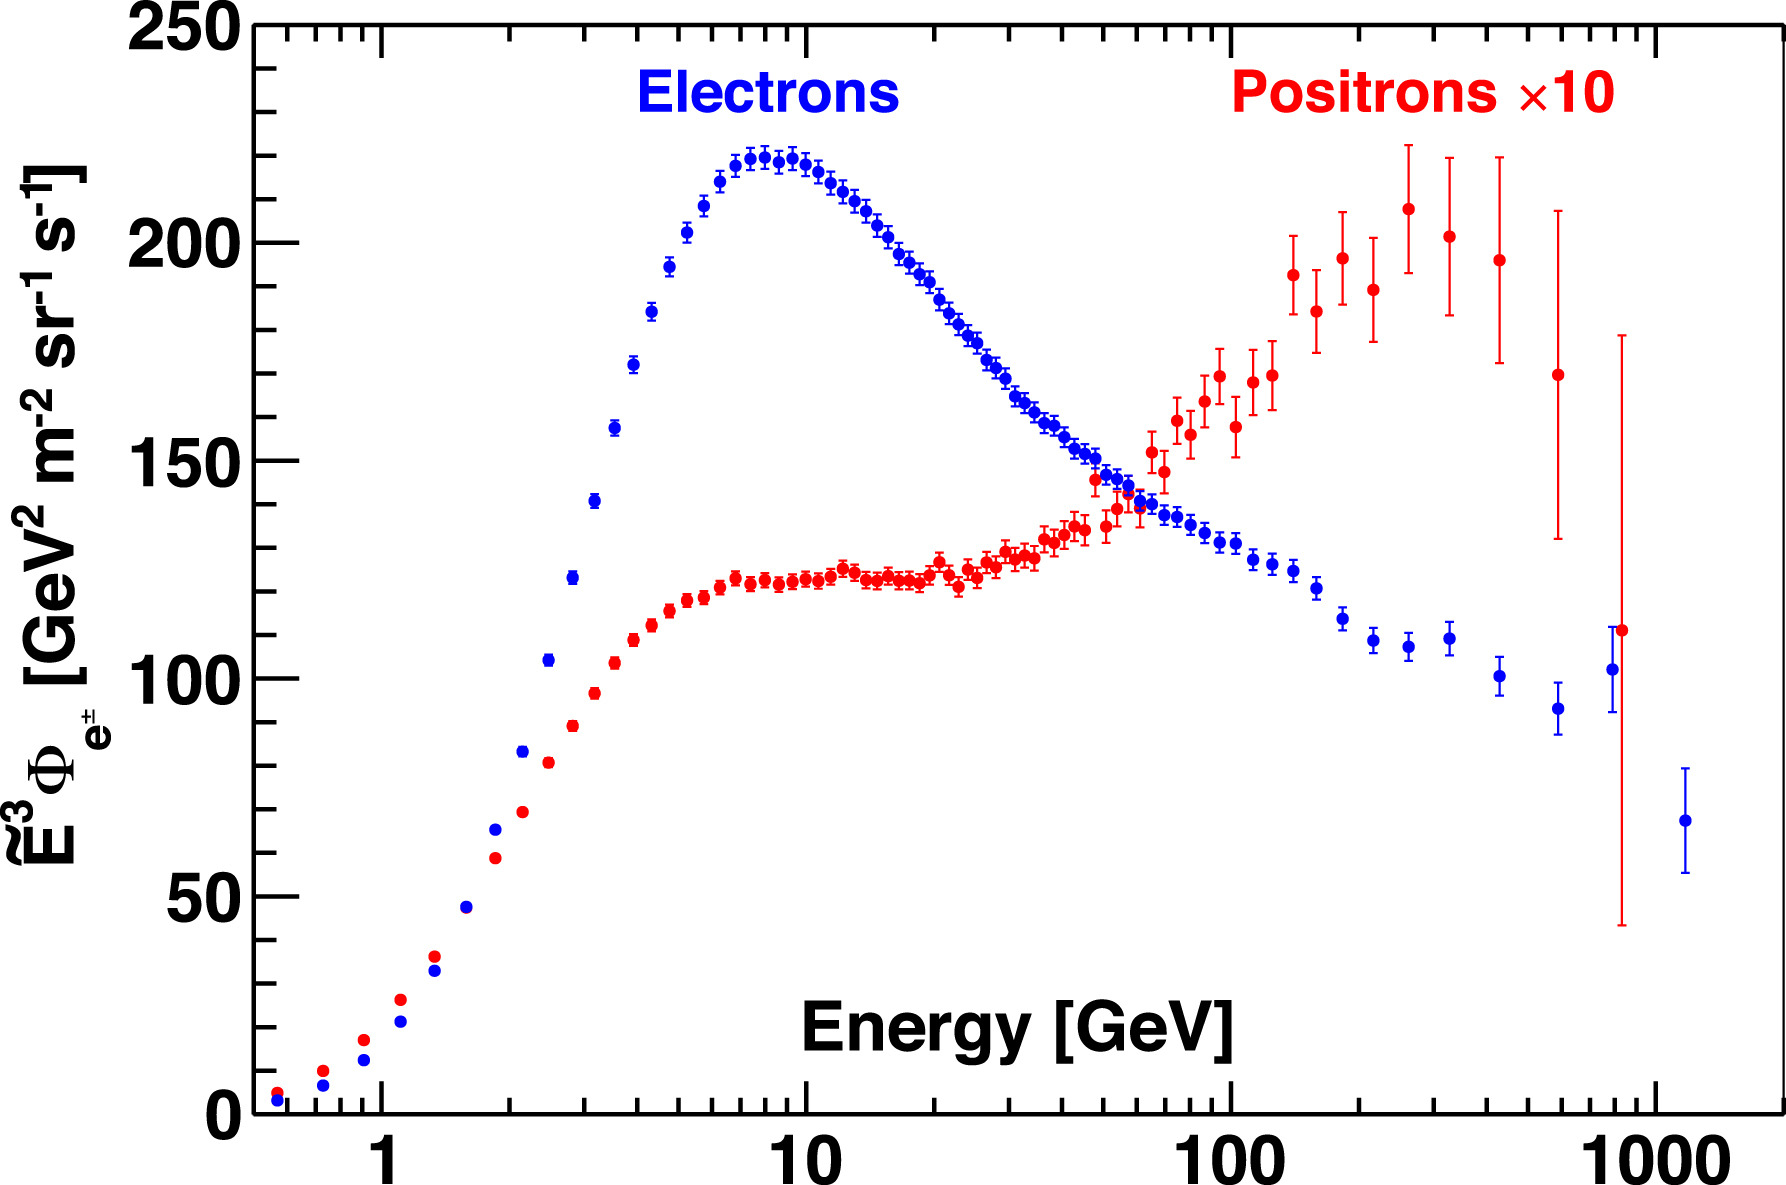 250
200
150
100
50
0
Electrons
Positrons ×10
Ẽ³ Φ e± [GeV² m⁻² sr⁻¹ s⁻¹]
Energy [GeV]
1 10 100 1000